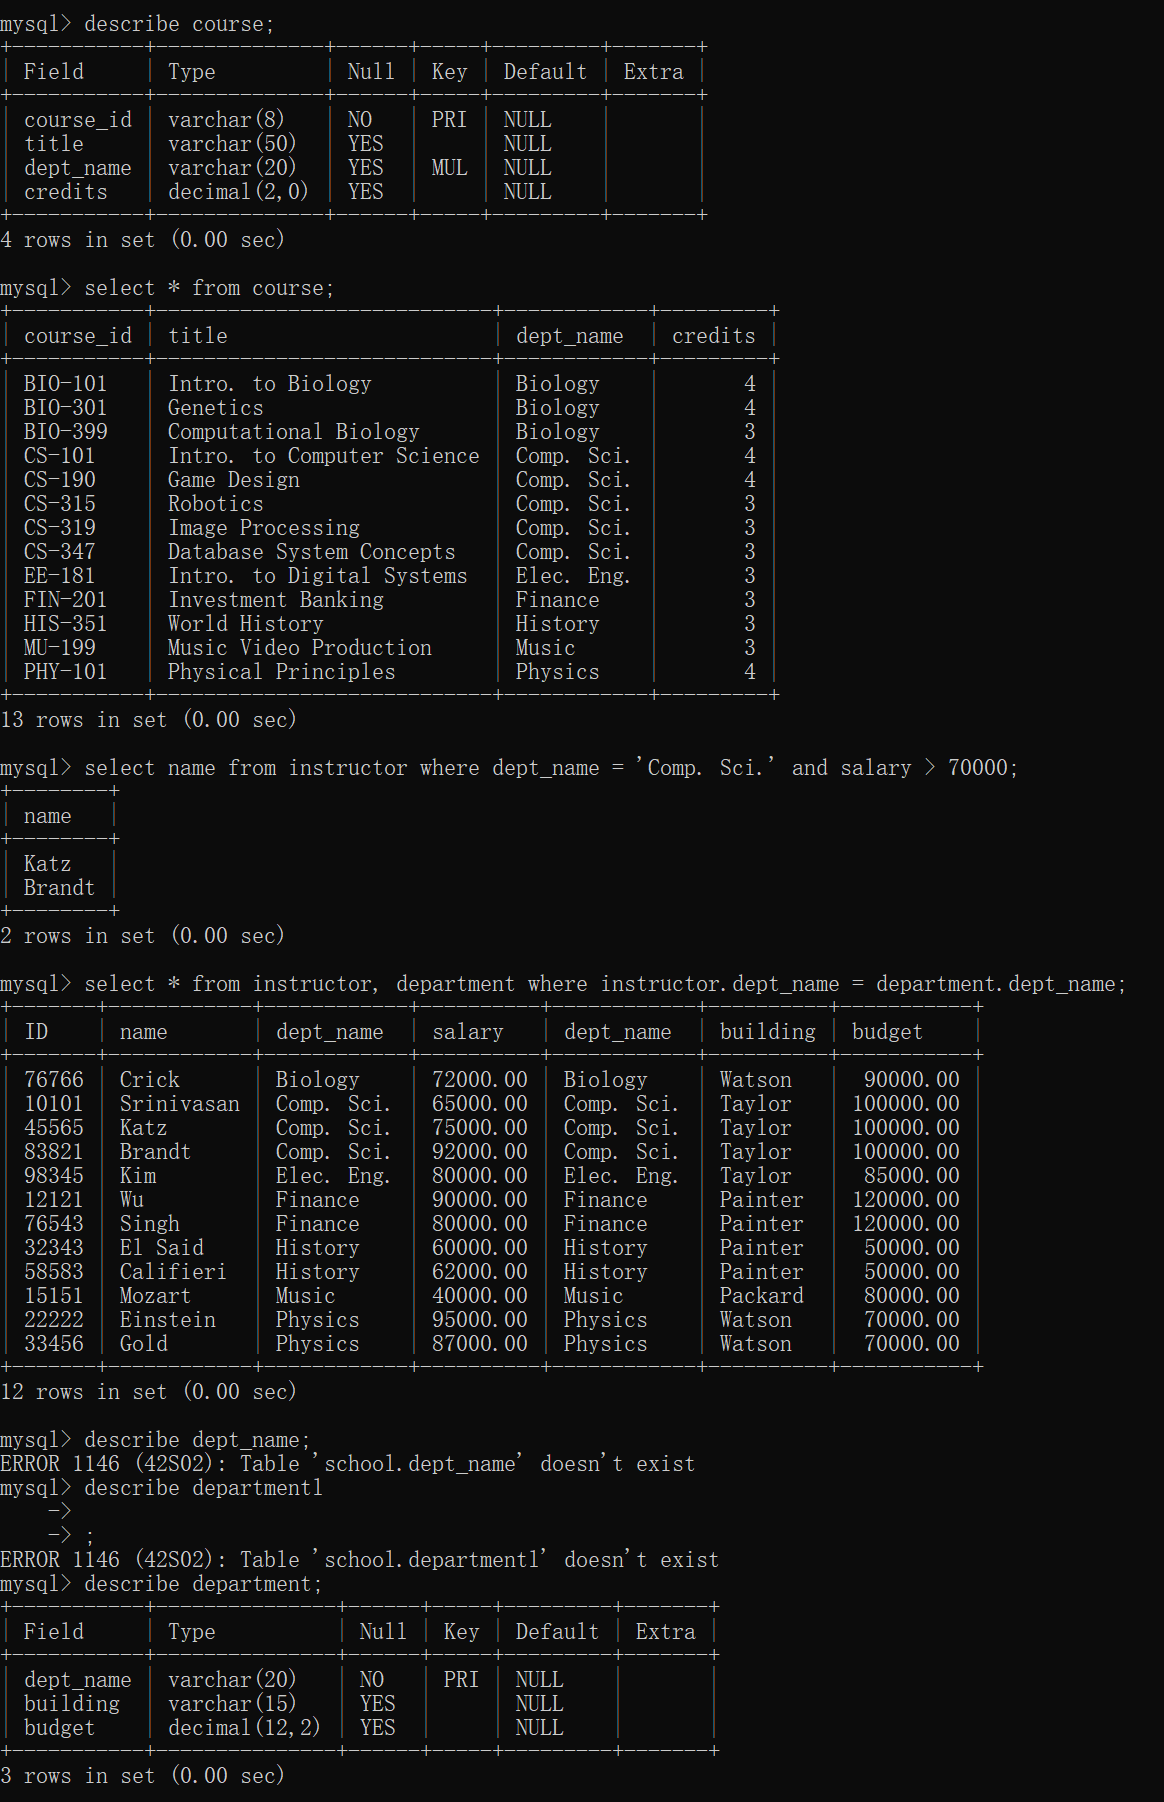 mysql> describe course;
+-----------+--------------+------+-----+---------+-------+
| Field     | Type         | Null | Key | Default | Extra |
+-----------+--------------+------+-----+---------+-------+
| course_id | varchar(8)   | NO   | PRI | NULL    |       |
| title     | varchar(50)  | YES  |     | NULL    |       |
| dept_name | varchar(20)  | YES  | MUL | NULL    |       |
| credits   | decimal(2,0) | YES  |     | NULL    |       |
+-----------+--------------+------+-----+---------+-------+
4 rows in set (0.00 sec)

mysql> select * from course;
+-----------+----------------------------+------------+---------+
| course_id | title                      | dept_name  | credits |
+-----------+----------------------------+------------+---------+
| BIO-101   | Intro. to Biology          | Biology    |       4 |
| BIO-301   | Genetics                   | Biology    |       4 |
| BIO-399   | Computational Biology      | Biology    |       3 |
| CS-101    | Intro. to Computer Science | Comp. Sci. |       4 |
| CS-190    | Game Design                | Comp. Sci. |       4 |
| CS-315    | Robotics                   | Comp. Sci. |       3 |
| CS-319    | Image Processing           | Comp. Sci. |       3 |
| CS-347    | Database System Concepts   | Comp. Sci. |       3 |
| EE-181    | Intro. to Digital Systems  | Elec. Eng. |       3 |
| FIN-201   | Investment Banking         | Finance    |       3 |
| HIS-351   | World History              | History    |       3 |
| MU-199    | Music Video Production     | Music      |       3 |
| PHY-101   | Physical Principles        | Physics    |       4 |
+-----------+----------------------------+------------+---------+
13 rows in set (0.00 sec)

mysql> select name from instructor where dept_name = 'Comp. Sci.' and salary > 70000;
+--------+
| name   |
+--------+
| Katz   |
| Brandt |
+--------+
2 rows in set (0.00 sec)

mysql> select * from instructor, department where instructor.dept_name = department.dept_name;
+-------+------------+------------+----------+------------+----------+-----------+
| ID    | name       | dept_name  | salary   | dept_name  | building | budget    |
+-------+------------+------------+----------+------------+----------+-----------+
| 76766 | Crick      | Biology    | 72000.00 | Biology    | Watson   |  90000.00 |
| 10101 | Srinivasan | Comp. Sci. | 65000.00 | Comp. Sci. | Taylor   | 100000.00 |
| 45565 | Katz       | Comp. Sci. | 75000.00 | Comp. Sci. | Taylor   | 100000.00 |
| 83821 | Brandt     | Comp. Sci. | 92000.00 | Comp. Sci. | Taylor   | 100000.00 |
| 98345 | Kim        | Elec. Eng. | 80000.00 | Elec. Eng. | Taylor   |  85000.00 |
| 12121 | Wu         | Finance    | 90000.00 | Finance    | Painter  | 120000.00 |
| 76543 | Singh      | Finance    | 80000.00 | Finance    | Painter  | 120000.00 |
| 32343 | El Said    | History    | 60000.00 | History    | Painter  |  50000.00 |
| 58583 | Califieri  | History    | 62000.00 | History    | Painter  |  50000.00 |
| 15151 | Mozart     | Music      | 40000.00 | Music      | Packard  |  80000.00 |
| 22222 | Einstein   | Physics    | 95000.00 | Physics    | Watson   |  70000.00 |
| 33456 | Gold       | Physics    | 87000.00 | Physics    | Watson   |  70000.00 |
+-------+------------+------------+----------+------------+----------+-----------+
12 rows in set (0.00 sec)

mysql> describe dept_name;
ERROR 1146 (42S02): Table 'school.dept_name' doesn't exist
mysql> describe departmentl
    ->
    -> ;
ERROR 1146 (42S02): Table 'school.departmentl' doesn't exist
mysql> describe department;
+-----------+---------------+------+-----+---------+-------+
| Field     | Type          | Null | Key | Default | Extra |
+-----------+---------------+------+-----+---------+-------+
| dept_name | varchar(20)   | NO   | PRI | NULL    |       |
| building  | varchar(15)   | YES  |     | NULL    |       |
| budget    | decimal(12,2) | YES  |     | NULL    |       |
+-----------+---------------+------+-----+---------+-------+
3 rows in set (0.00 sec)